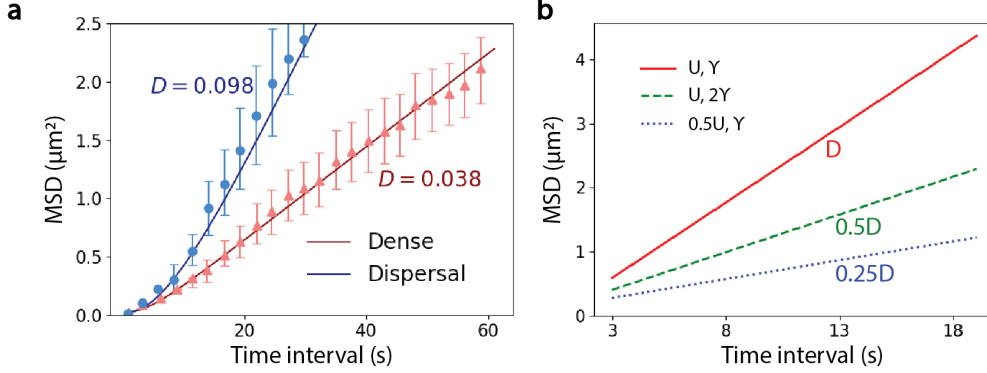 a
MSD (µm²)
2.5
2.0
1.5
1.0
0.5
0.0
D = 0.098
D = 0.038
Dense
Dispersal
20
40
60
Time interval (s)
b
MSD (µm²)
4
3
2
1
0
U, Y
U, 2Y
0.5U, Y
D
0.5D
0.25D
3
8
13
18
Time interval (s)